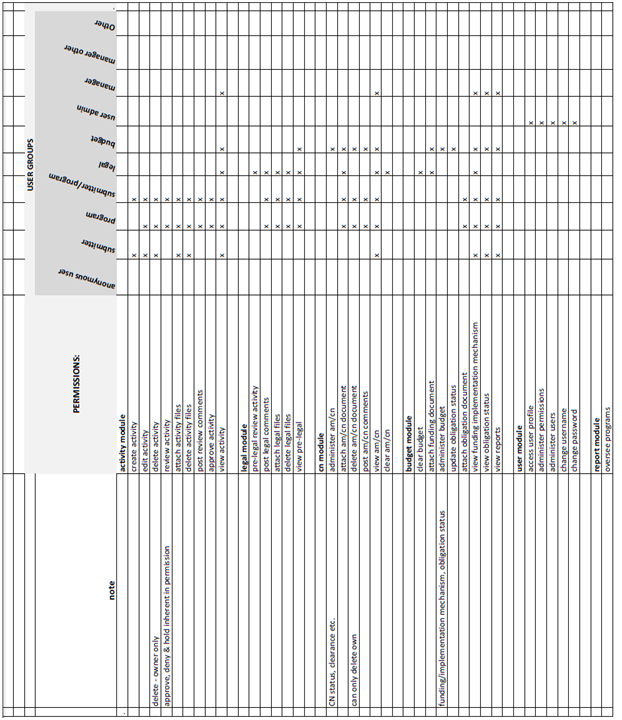 USER GROUPS
note PERMISSIONS: anonymous user submitter program submitter/program legal budget user admin manager manager other Other
activity module
create activity x x
edit activity x x x
delete - owner only delete activity x x x
approve, deny & hold inherent in permission review activity x x
attach activity files x x x
delete activity files x x x
post review comments x x
approve activity x x
view activity x x x x x x
legal module
pre-legal review activity x
post legal comments x x x
attach legal files x x x
delete legal files x x x
view pre-legal x x x
cn module
CN status, clearance etc. administer am/cn x
attach am/cn document x x x x
can only delete own delete am/cn document x x x
post am/cn comments x x x
view am/cn x x x x x x
clear am/cn x
budget module
clear budget x
attach funding document x x
funding/implementation mechanism, obligation status administer budget x
update obligation status x
attach obligation document x x
view funding implementation mechanism x x x x x x
view obligation status x x x x x
view reports x x x x x
user module
access user profile x
administer permissions x
administer users x
change username x
change password x
report module
oversee programs